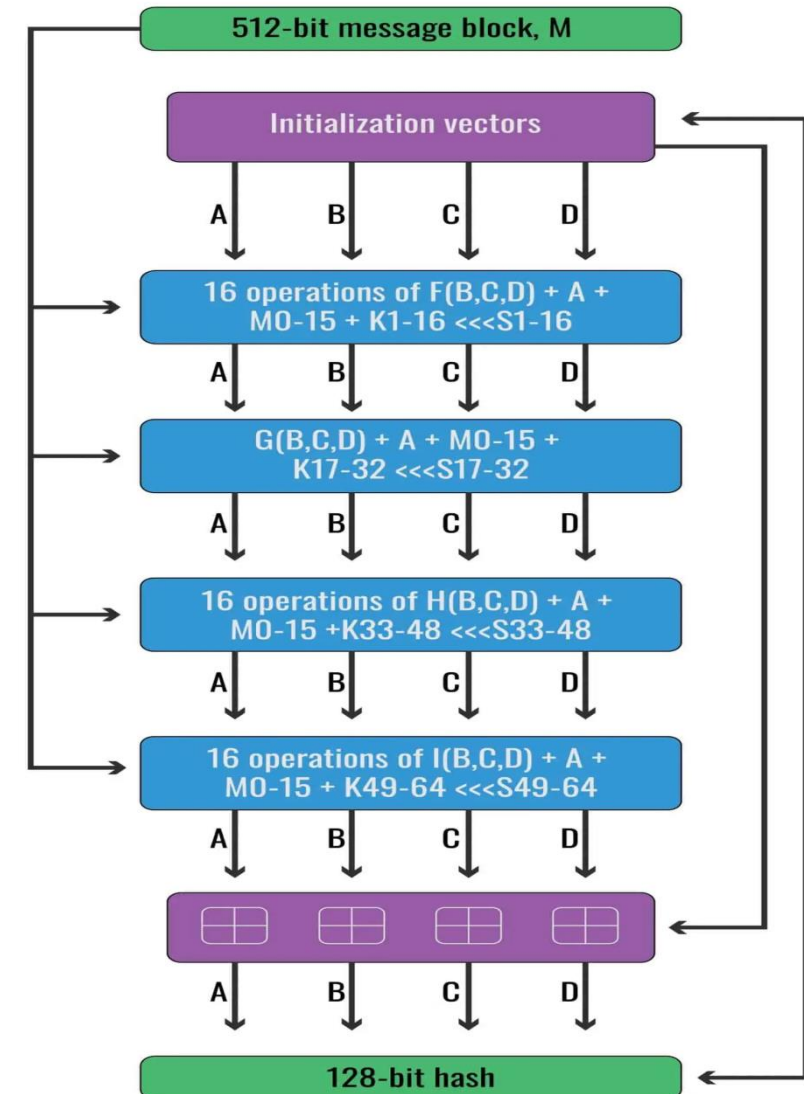 512-bit message block, M
Initialization vectors
A B C D
16 operations of F(B,C,D) + A +
M0-15 + K1-16 <<<S1-16
A B C D
G(B,C,D) + A + M0-15 +
K17-32 <<<S17-32
A B C D
16 operations of H(B,C,D) + A +
M0-15 +K33-48 <<<S33-48
A B C D
16 operations of I(B,C,D) + A +
M0-15 + K49-64 <<<S49-64
A B C D
A B C D
128-bit hash